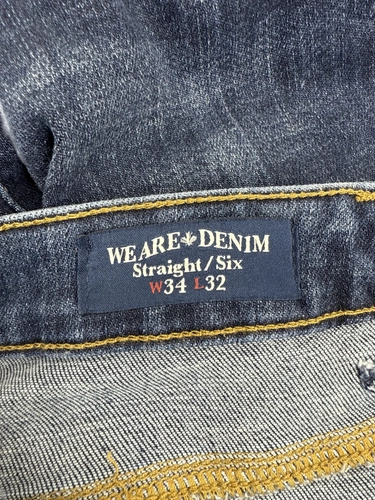 WE ARE DENIM
Straight/Six
W34 L32